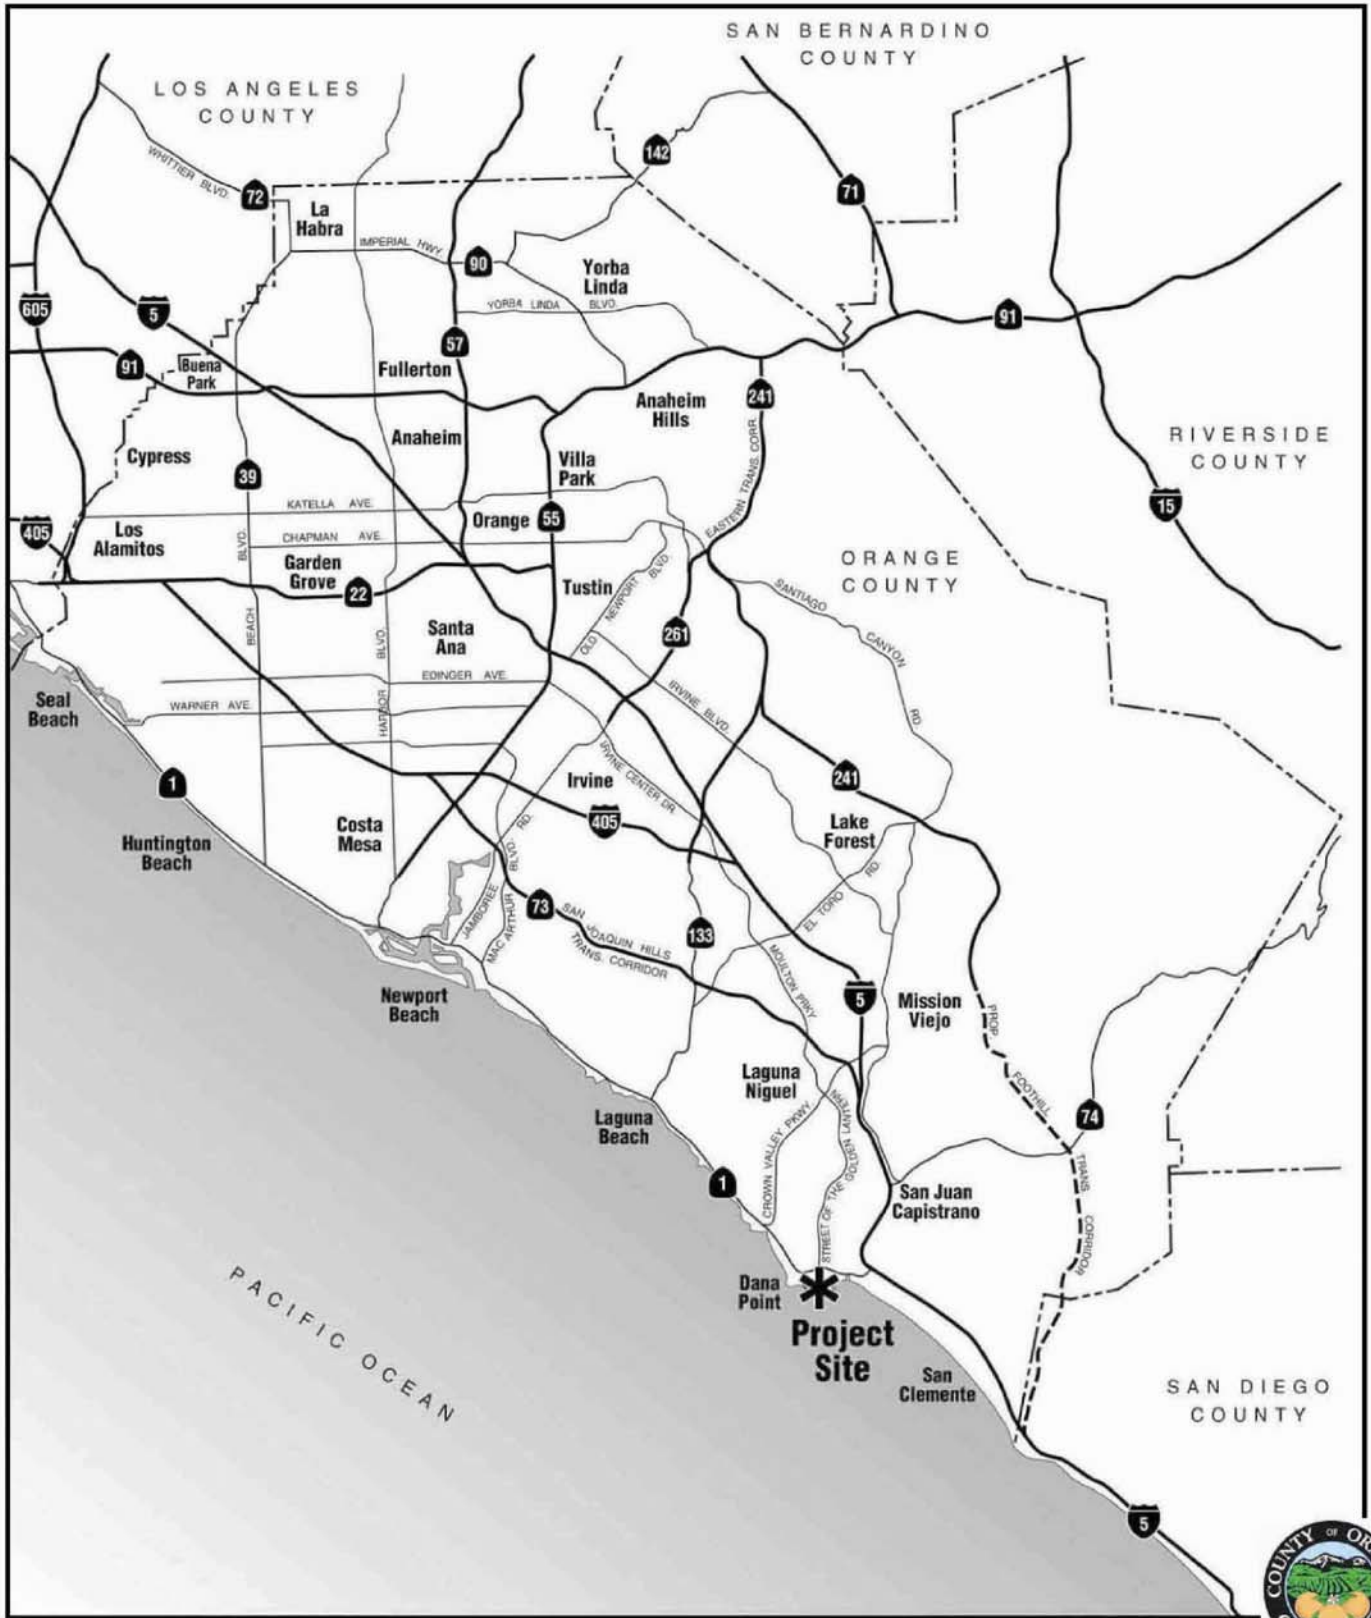 SAN BERNARDINO
COUNTY
LOS ANGELES
COUNTY
WHITTIER BLVD.
72
142
71
La
Habra
IMPERIAL HWY
90
Yorba
Linda
YORBA LINDA BLVD.
605
5
91
91
57
Buena
Park
Fullerton
241
Anaheim
Hills
Anaheim
RIVERSIDE
COUNTY
Cypress
Villa
Park
39
EASTERN TRANS. CORR.
15
KATELLA AVE.
Orange
55
405
Los
Alamitos
BLVD.
CHAPMAN AVE.
ORANGE
COUNTY
Garden
Grove
22
Tustin
OLD NEWPORT BLVD.
SANTIAGO CANYON RD.
BEACH
BLVD.
Santa
Ana
261
EDINGER AVE.
IRVINE BLVD.
Seal
Beach
WARNER AVE.
HARBOR
1
IRVINE CENTER DR.
Irvine
241
405
Costa
Mesa
Lake
Forest
Huntington
Beach
RD.
BLVD.
JAMBOREE
MAC ARTHUR
73
SAN JOAQUIN HILLS
TRANS. CORRIDOR
133
EL TORO RD.
MOULTON PRKY
Newport
Beach
5
Mission
Viejo
PROP.
FOOTHILL
TRANS
CORRIDOR
Laguna
Niguel
74
Laguna
Beach
CROWN VALLEY PKWY.
STREET OF THE GOLDEN LANTERN
1
San Juan
Capistrano
Dana
Point
Project
Site
PACIFIC OCEAN
San
Clemente
SAN DIEGO
COUNTY
5
COUNTY OF OR